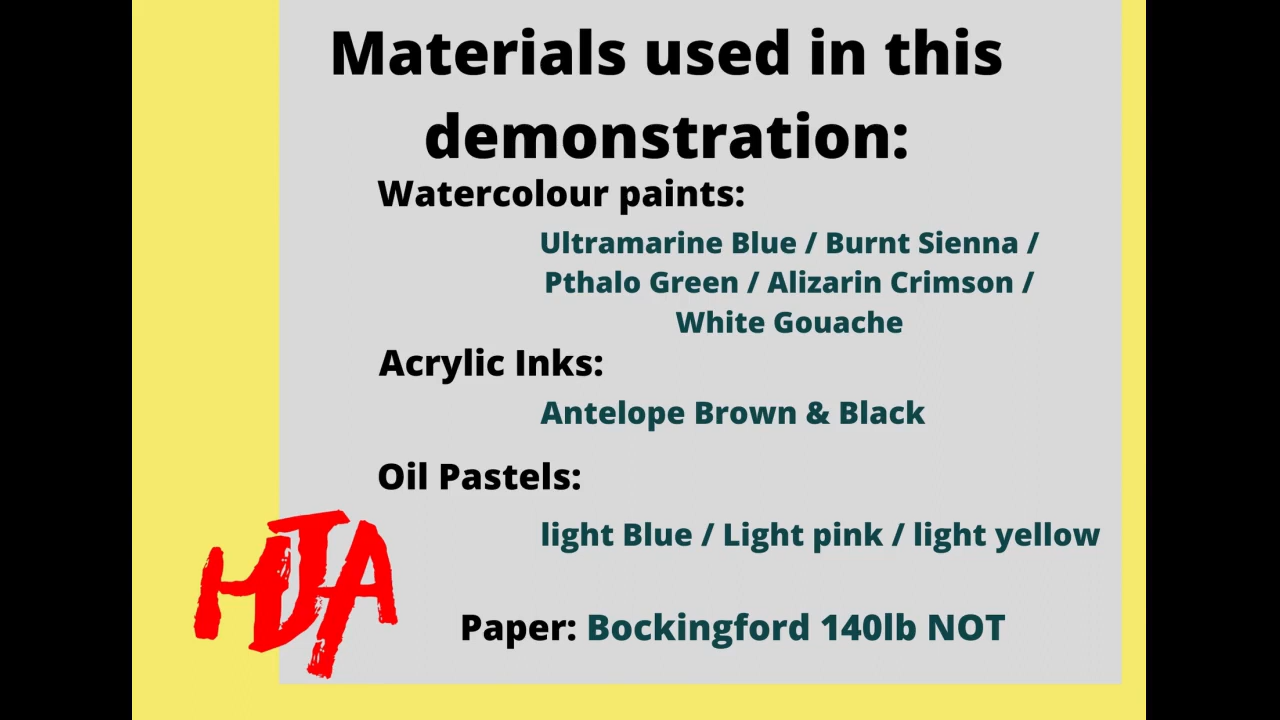 Materials used in this
demonstration:
Watercolour paints:
Ultramarine Blue / Burnt Sienna /
Pthalo Green / Alizarin Crimson /
White Gouache
Acrylic Inks:
Antelope Brown & Black
Oil Pastels:
light Blue / Light pink / light yellow
HJA
Paper: Bockingford 140lb NOT